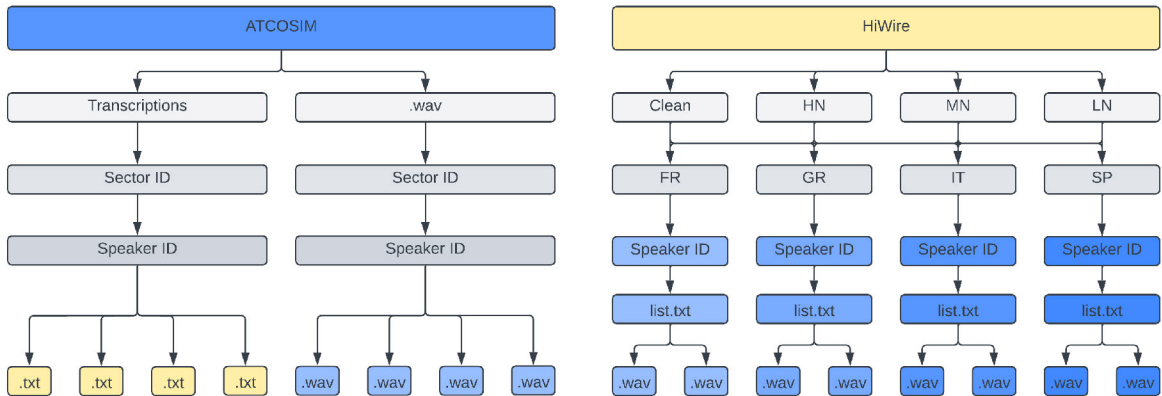 ATCOSIM HiWire
Transcriptions .wav Clean HN MN LN
Sector ID Sector ID FR GR IT SP
Speaker ID Speaker ID Speaker ID Speaker ID Speaker ID Speaker ID
list.txt list.txt list.txt list.txt
.txt .txt .txt .txt .wav .wav .wav .wav .wav .wav .wav .wav .wav .wav .wav .wav